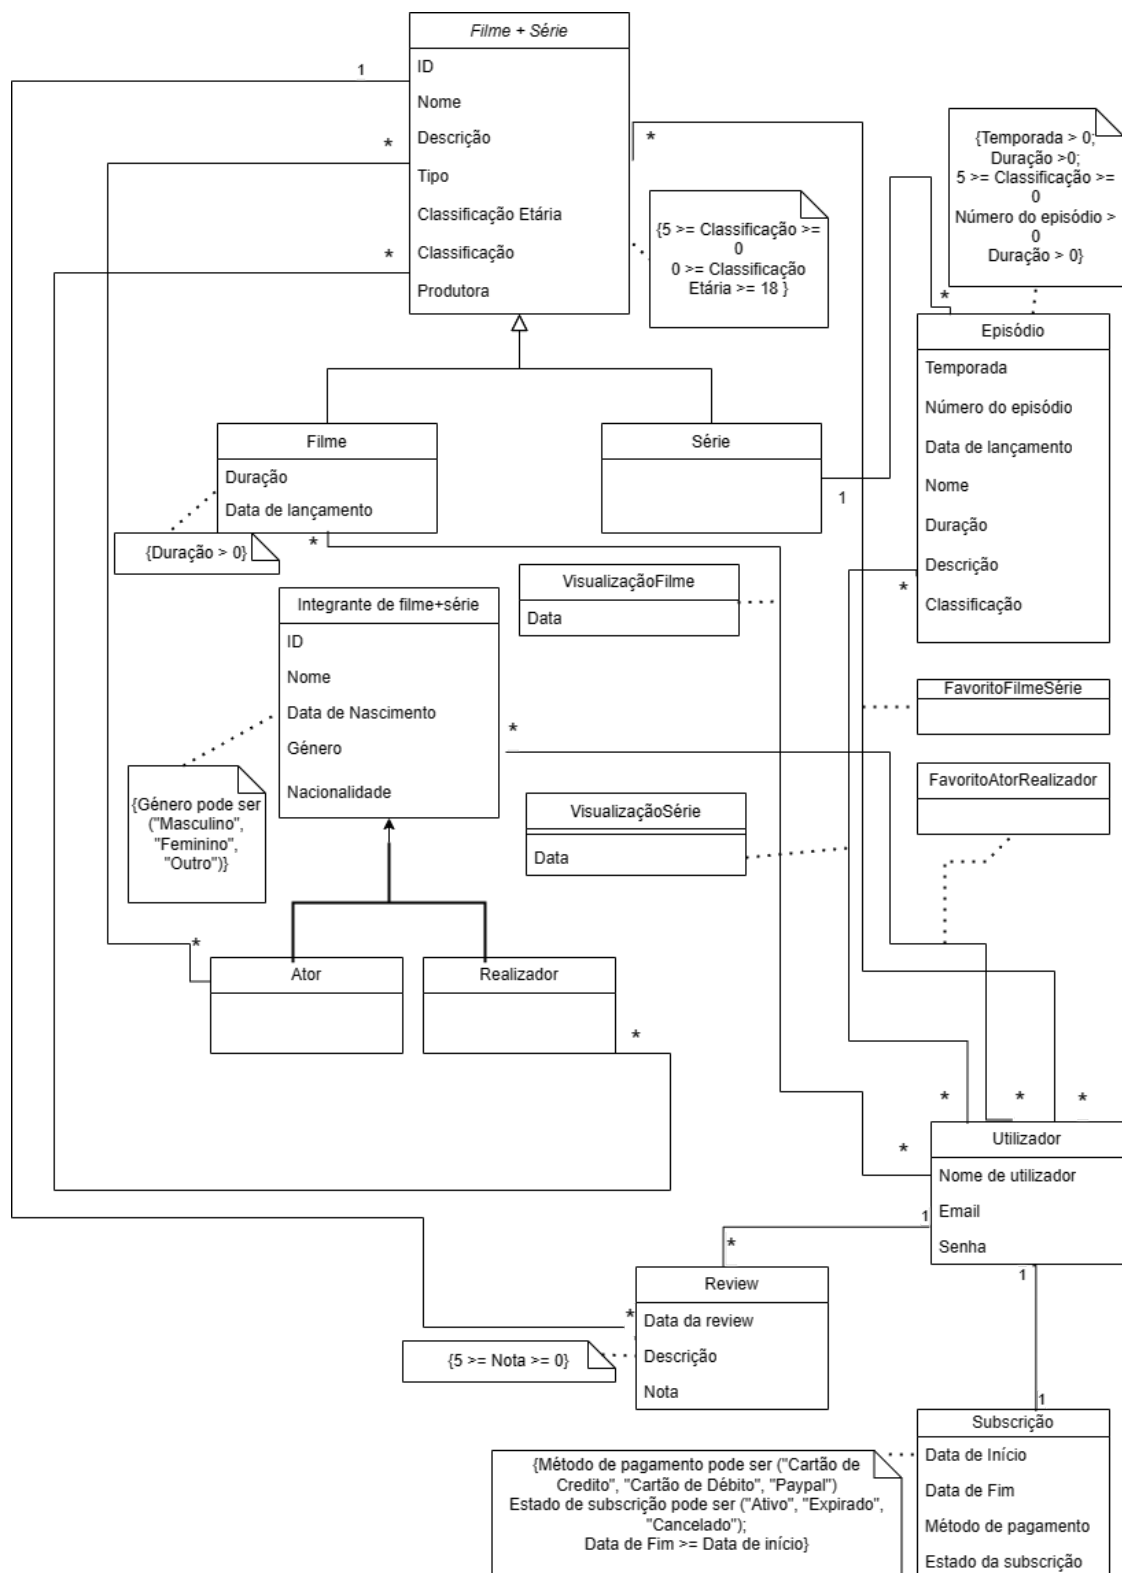 Filme + Série
ID
Nome
Descrição
Tipo
Classificação Etária
Classificação
Produtora
1
*
*
*
{5 >= Classificação >=
0
0 >= Classificação
Etária >= 18 }
{Temporada > 0;
Duração >0;
5 >= Classificação >=
0
Número do episódio >
0
Duração > 0}
*
Episódio
Temporada
Número do episódio
Data de lançamento
Nome
Duração
Descrição
Classificação
*
Filme
Duração
Data de lançamento
*
{Duração > 0}
Série
1
VisualizaçãoFilme
Data
Integrante de filme+série
ID
Nome
Data de Nascimento
Género
Nacionalidade
*
{Género pode ser
("Masculino",
"Feminino",
"Outro")}
FavoritoFilmeSérie
FavoritoAtorRealizador
VisualizaçãoSérie
Data
*
Ator
Realizador
*
*
*
*
*
Utilizador
Nome de utilizador
Email
Senha
1
*
1
Review
Data da review
Descrição
Nota
*
{5 >= Nota >= 0}
1
Subscrição
Data de Início
Data de Fim
Método de pagamento
Estado da subscrição
{Método de pagamento pode ser ("Cartão de
Credito", "Cartão de Débito", "Paypal")
Estado de subscrição pode ser ("Ativo", "Expirado",
"Cancelado");
Data de Fim >= Data de início}